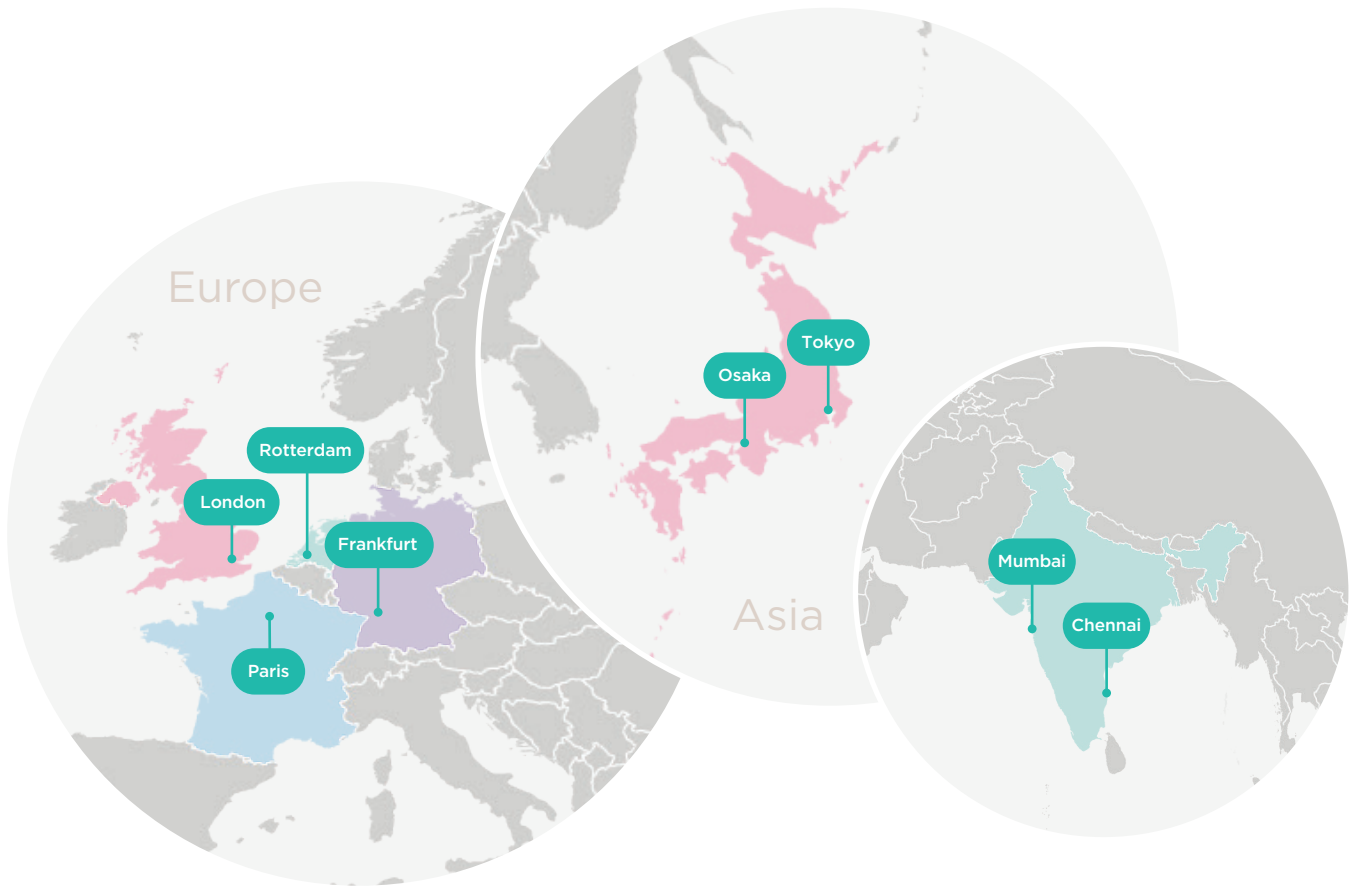 Europe
Rotterdam
London
Frankfurt
Paris
Tokyo
Osaka
Asia
Mumbai
Chennai